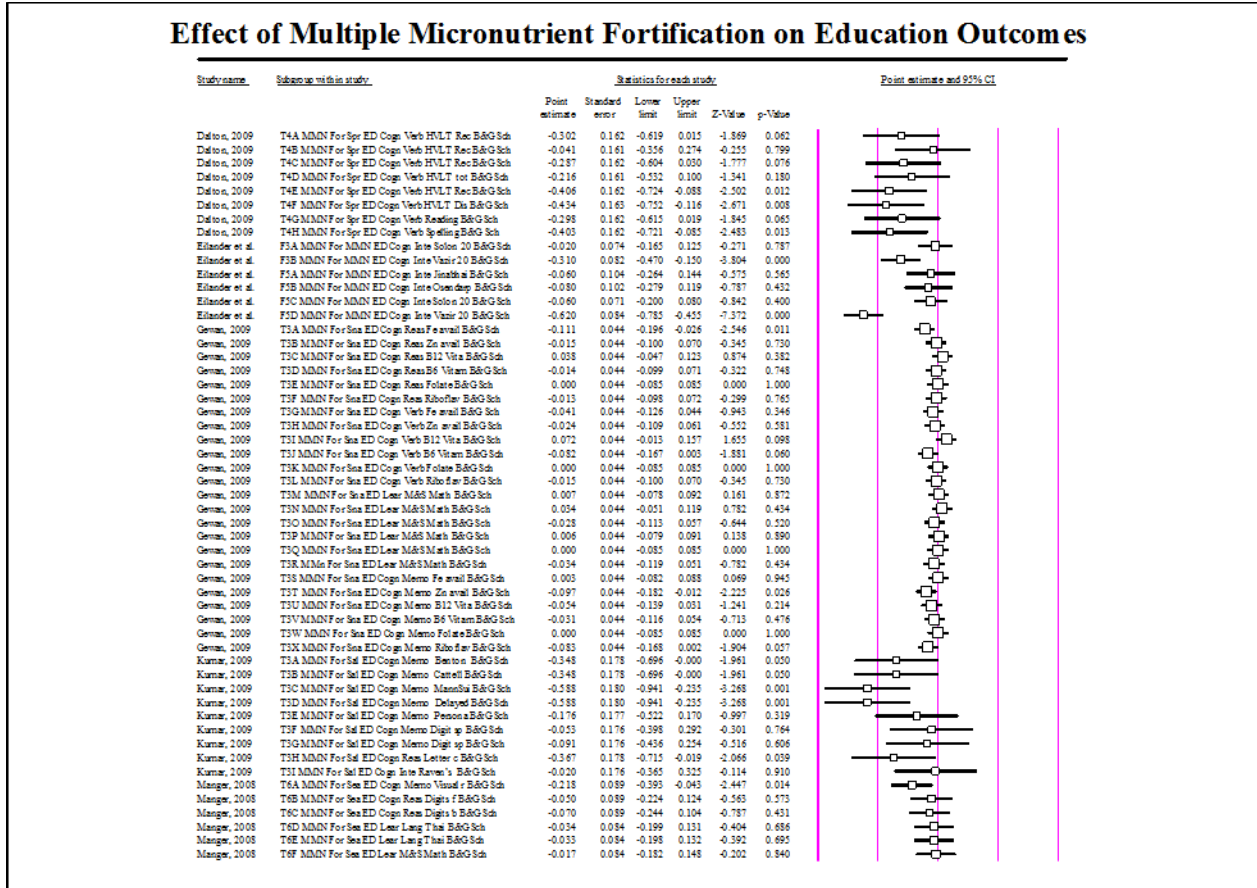 Effect of Multiple Micronutrient Fortification on Education Outcomes
Study name Subgroup within study Statistics for each study Point estimate and 95% CI
Point Standard Lower Upper
estimate error limit limit Z-Value p-Value
Dalton, 2009 T4A MMN For Spr ED Cogn Verb HVLT Rec B&G Sch -0.302 0.162 -0.619 0.015 -1.869 0.062
Dalton, 2009 T4B MMN For Spr ED Cogn Verb HVLT Rec B&G Sch -0.041 0.161 -0.356 0.274 -0.255 0.799
Dalton, 2009 T4C MMN For Spr ED Cogn Verb HVLT Rec B&G Sch -0.287 0.162 -0.604 0.030 -1.777 0.076
Dalton, 2009 T4D MMN For Spr ED Cogn Verb HVLT tot B&G Sch -0.216 0.161 -0.532 0.100 -1.341 0.180
Dalton, 2009 T4E MMN For Spr ED Cogn Verb HVLT Rec B&G Sch -0.406 0.162 -0.724 -0.088 -2.502 0.012
Dalton, 2009 T4F MMN For Spr ED Cogn Verb HVLT Dis B&G Sch -0.434 0.163 -0.752 -0.116 -2.671 0.008
Dalton, 2009 T4G MMN For Spr ED Cogn Verb Reading B&G Sch -0.298 0.162 -0.615 0.019 -1.845 0.065
Dalton, 2009 T4H MMN For Spr ED Cogn Verb Spelling B&G Sch -0.403 0.162 -0.721 -0.085 -2.483 0.013
Eilander et al. F3A MMN For MMN ED Cogn Inte Solon 20 B&G Sch -0.020 0.074 -0.165 0.125 -0.271 0.787
Eilander et al. F3B MMN For MMN ED Cogn Inte Vazir 20 B&G Sch -0.310 0.082 -0.470 -0.150 -3.804 0.000
Eilander et al. F5A MMN For MMN ED Cogn Inte Jinabhai B&G Sch -0.060 0.104 -0.264 0.144 -0.575 0.565
Eilander et al. F5B MMN For MMN ED Cogn Inte Osendarp B&G Sch -0.080 0.102 -0.279 0.119 -0.787 0.432
Eilander et al. F5C MMN For MMN ED Cogn Inte Solon 20 B&G Sch -0.060 0.071 -0.200 0.080 -0.842 0.400
Eilander et al. F5D MMN For MMN ED Cogn Inte Vazir 20 B&G Sch -0.620 0.084 -0.785 -0.455 -7.372 0.000
Gewan, 2009 T3A MMN For Sna ED Cogn Reas Fe avail B&G Sch -0.111 0.044 -0.196 -0.026 -2.546 0.011
Gewan, 2009 T3B MMN For Sna ED Cogn Reas Zn avail B&G Sch -0.015 0.044 -0.100 0.070 -0.345 0.730
Gewan, 2009 T3C MMN For Sna ED Cogn Reas B12 Vita B&G Sch 0.038 0.044 -0.047 0.123 0.874 0.382
Gewan, 2009 T3D MMN For Sna ED Cogn Reas B6 Vitam B&G Sch -0.014 0.044 -0.099 0.071 -0.322 0.748
Gewan, 2009 T3E MMN For Sna ED Cogn Reas Folate B&G Sch 0.000 0.044 -0.085 0.085 0.000 1.000
Gewan, 2009 T3F MMN For Sna ED Cogn Reas Riboflav B&G Sch -0.013 0.044 -0.098 0.072 -0.299 0.765
Gewan, 2009 T3G MMN For Sna ED Cogn Verb Fe avail B&G Sch -0.041 0.044 -0.126 0.044 -0.943 0.346
Gewan, 2009 T3H MMN For Sna ED Cogn Verb Zn avail B&G Sch -0.024 0.044 -0.109 0.061 -0.552 0.581
Gewan, 2009 T3I MMN For Sna ED Cogn Verb B12 Vita B&G Sch 0.072 0.044 -0.013 0.157 1.655 0.098
Gewan, 2009 T3J MMN For Sna ED Cogn Verb B6 Vitam B&G Sch -0.082 0.044 -0.167 0.003 -1.881 0.060
Gewan, 2009 T3K MMN For Sna ED Cogn Verb Folate B&G Sch 0.000 0.044 -0.085 0.085 0.000 1.000
Gewan, 2009 T3L MMN For Sna ED Cogn Verb Riboflav B&G Sch -0.015 0.044 -0.100 0.070 -0.345 0.730
Gewan, 2009 T3M MMN For Sna ED Lear M&S Math B&G Sch 0.007 0.044 -0.078 0.092 0.161 0.872
Gewan, 2009 T3N MMN For Sna ED Lear M&S Math B&G Sch 0.034 0.044 -0.051 0.119 0.782 0.434
Gewan, 2009 T3O MMN For Sna ED Lear M&S Math B&G Sch -0.028 0.044 -0.113 0.057 -0.644 0.520
Gewan, 2009 T3P MMN For Sna ED Lear M&S Math B&G Sch 0.006 0.044 -0.079 0.091 0.138 0.890
Gewan, 2009 T3Q MMN For Sna ED Lear M&S Math B&G Sch 0.000 0.044 -0.085 0.085 0.000 1.000
Gewan, 2009 T3R MMn For Sna ED Lear M&S Math B&G Sch -0.034 0.044 -0.119 0.051 -0.782 0.434
Gewan, 2009 T3S MMN For Sna ED Cogn Memo Fe avail B&G Sch 0.003 0.044 -0.082 0.088 0.069 0.945
Gewan, 2009 T3T MMN For Sna ED Cogn Memo Zn avail B&G Sch -0.097 0.044 -0.182 -0.012 -2.225 0.026
Gewan, 2009 T3U MMN For Sna ED Cogn Memo B12 Vita B&G Sch -0.054 0.044 -0.139 0.031 -1.241 0.214
Gewan, 2009 T3V MMN For Sna ED Cogn Memo B6 Vitam B&G Sch -0.031 0.044 -0.116 0.054 -0.713 0.476
Gewan, 2009 T3W MMN For Sna ED Cogn Memo Folate B&G Sch 0.000 0.044 -0.085 0.085 0.000 1.000
Gewan, 2009 T3X MMN For Sna ED Cogn Memo Riboflav B&G Sch -0.083 0.044 -0.168 0.002 -1.904 0.057
Kumar, 2009 T3A MMN For Sal ED Cogn Memo Benton B&G Sch -0.348 0.178 -0.696 -0.000 -1.961 0.050
Kumar, 2009 T3B MMN For Sal ED Cogn Memo Cattell B&G Sch -0.348 0.178 -0.696 -0.000 -1.961 0.050
Kumar, 2009 T3C MMN For Sal ED Cogn Memo MannSui B&G Sch -0.588 0.180 -0.941 -0.235 -3.268 0.001
Kumar, 2009 T3D MMN For Sal ED Cogn Memo Delayed B&G Sch -0.588 0.180 -0.941 -0.235 -3.268 0.001
Kumar, 2009 T3E MMN For Sal ED Cogn Memo Persona B&G Sch -0.176 0.177 -0.522 0.170 -0.997 0.319
Kumar, 2009 T3F MMN For Sal ED Cogn Memo Digit sp B&G Sch -0.053 0.176 -0.398 0.292 -0.301 0.764
Kumar, 2009 T3G MMN For Sal ED Cogn Memo Digit sp B&G Sch -0.091 0.176 -0.436 0.254 -0.516 0.606
Kumar, 2009 T3H MMN For Sal ED Cogn Reas Letter c B&G Sch -0.367 0.178 -0.715 -0.019 -2.066 0.039
Kumar, 2009 T3I MMN For Sal ED Cogn Inte Raven's B&G Sch -0.020 0.176 -0.365 0.325 -0.114 0.910
Manger, 2008 T6A MMN For Sea ED Cogn Memo Visual r B&G Sch -0.218 0.089 -0.393 -0.043 -2.447 0.014
Manger, 2008 T6B MMN For Sea ED Cogn Reas Digits f B&G Sch -0.050 0.089 -0.224 0.124 -0.563 0.573
Manger, 2008 T6C MMN For Sea ED Cogn Reas Digits b B&G Sch -0.070 0.089 -0.244 0.104 -0.787 0.431
Manger, 2008 T6D MMN For Sea ED Lear Lang Thai B&G Sch -0.034 0.084 -0.199 0.131 -0.404 0.686
Manger, 2008 T6E MMN For Sea ED Lear Lang Thai B&G Sch -0.033 0.084 -0.198 0.132 -0.392 0.695
Manger, 2008 T6F MMN For Sea ED Lear M&S Math B&G Sch -0.017 0.084 -0.182 0.148 -0.202 0.840